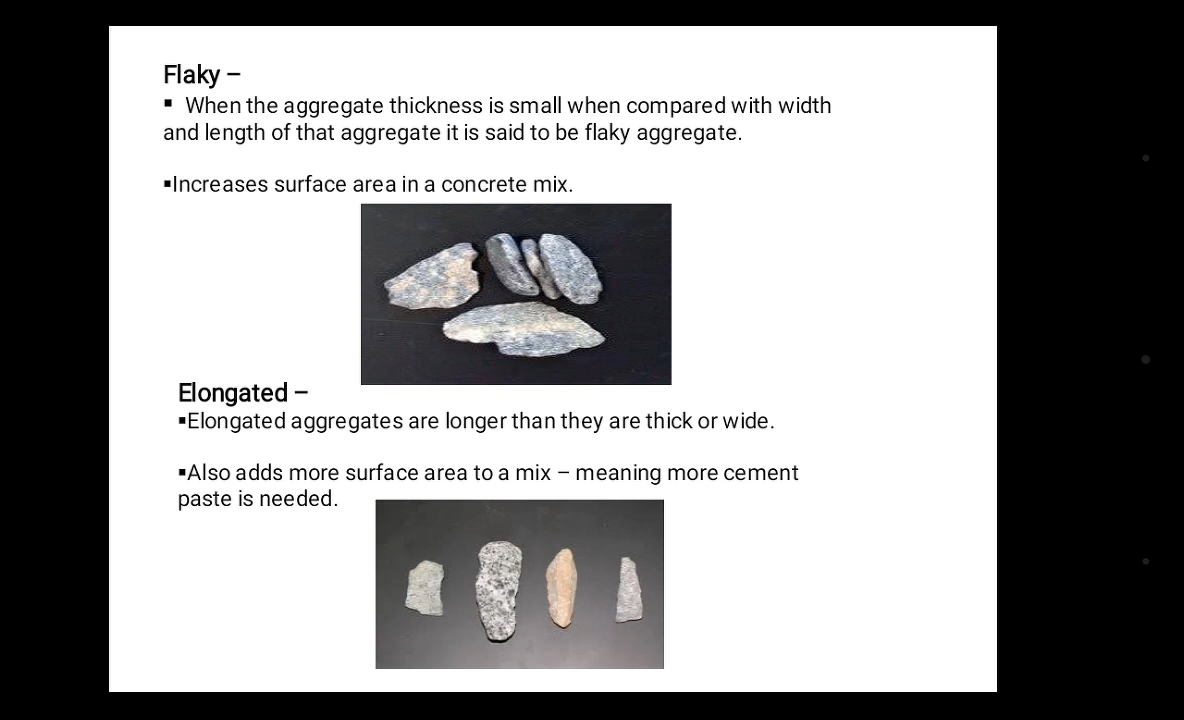 Flaky –
▪ When the aggregate thickness is small when compared with width
and length of that aggregate it is said to be flaky aggregate.
▪Increases surface area in a concrete mix.
Elongated –
▪Elongated aggregates are longer than they are thick or wide.
▪Also adds more surface area to a mix – meaning more cement
paste is needed.